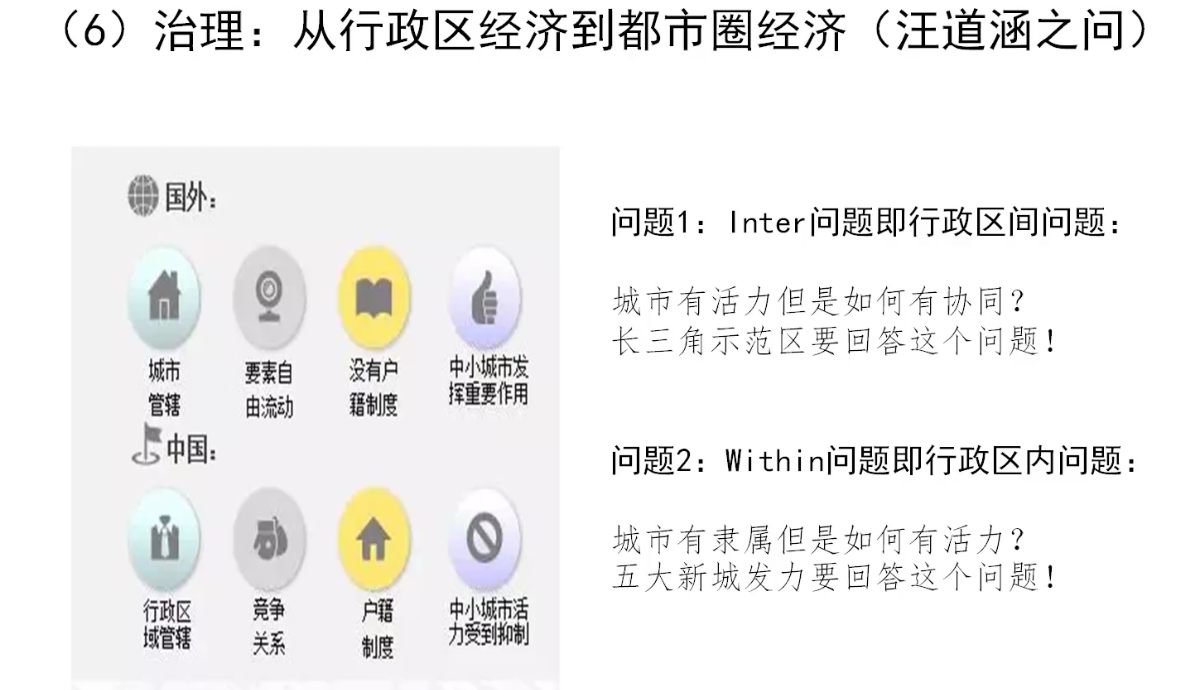 （6）治理：从行政区经济到都市圈经济（汪道涵之问）
国外：
城市
管辖
要素自
由流动
没有户
籍制度
中小城市发
挥重要作用
中国：
行政区
域管辖
竞争
关系
户籍
制度
中小城市活
力受到抑制
问题1：Inter问题即行政区间问题：
城市有活力但是如何有协同？
长三角示范区要回答这个问题！
问题2：Within问题即行政区内问题：
城市有隶属但是如何有活力？
五大新城发力要回答这个问题！